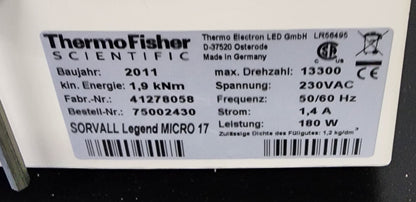 ThermoFisher
SCIENTIFIC
Thermo Electron LED GmbH LR56495
D-37520 Osterode
Made in Germany
Baujahr: 2011
kin. Energie: 1,9 kNm
Fabr.-Nr.: 41278058
Bestell-Nr.: 75002430
SORVALL Legend MICRO 17
max. Drehzahl: 13300
Spannung: 230VAC
Frequenz: 50/60 Hz
Strom: 1,4 A
Leistung: 180 W
Zulässige Dichte des Füllgutes: 1,2 kg/dm³